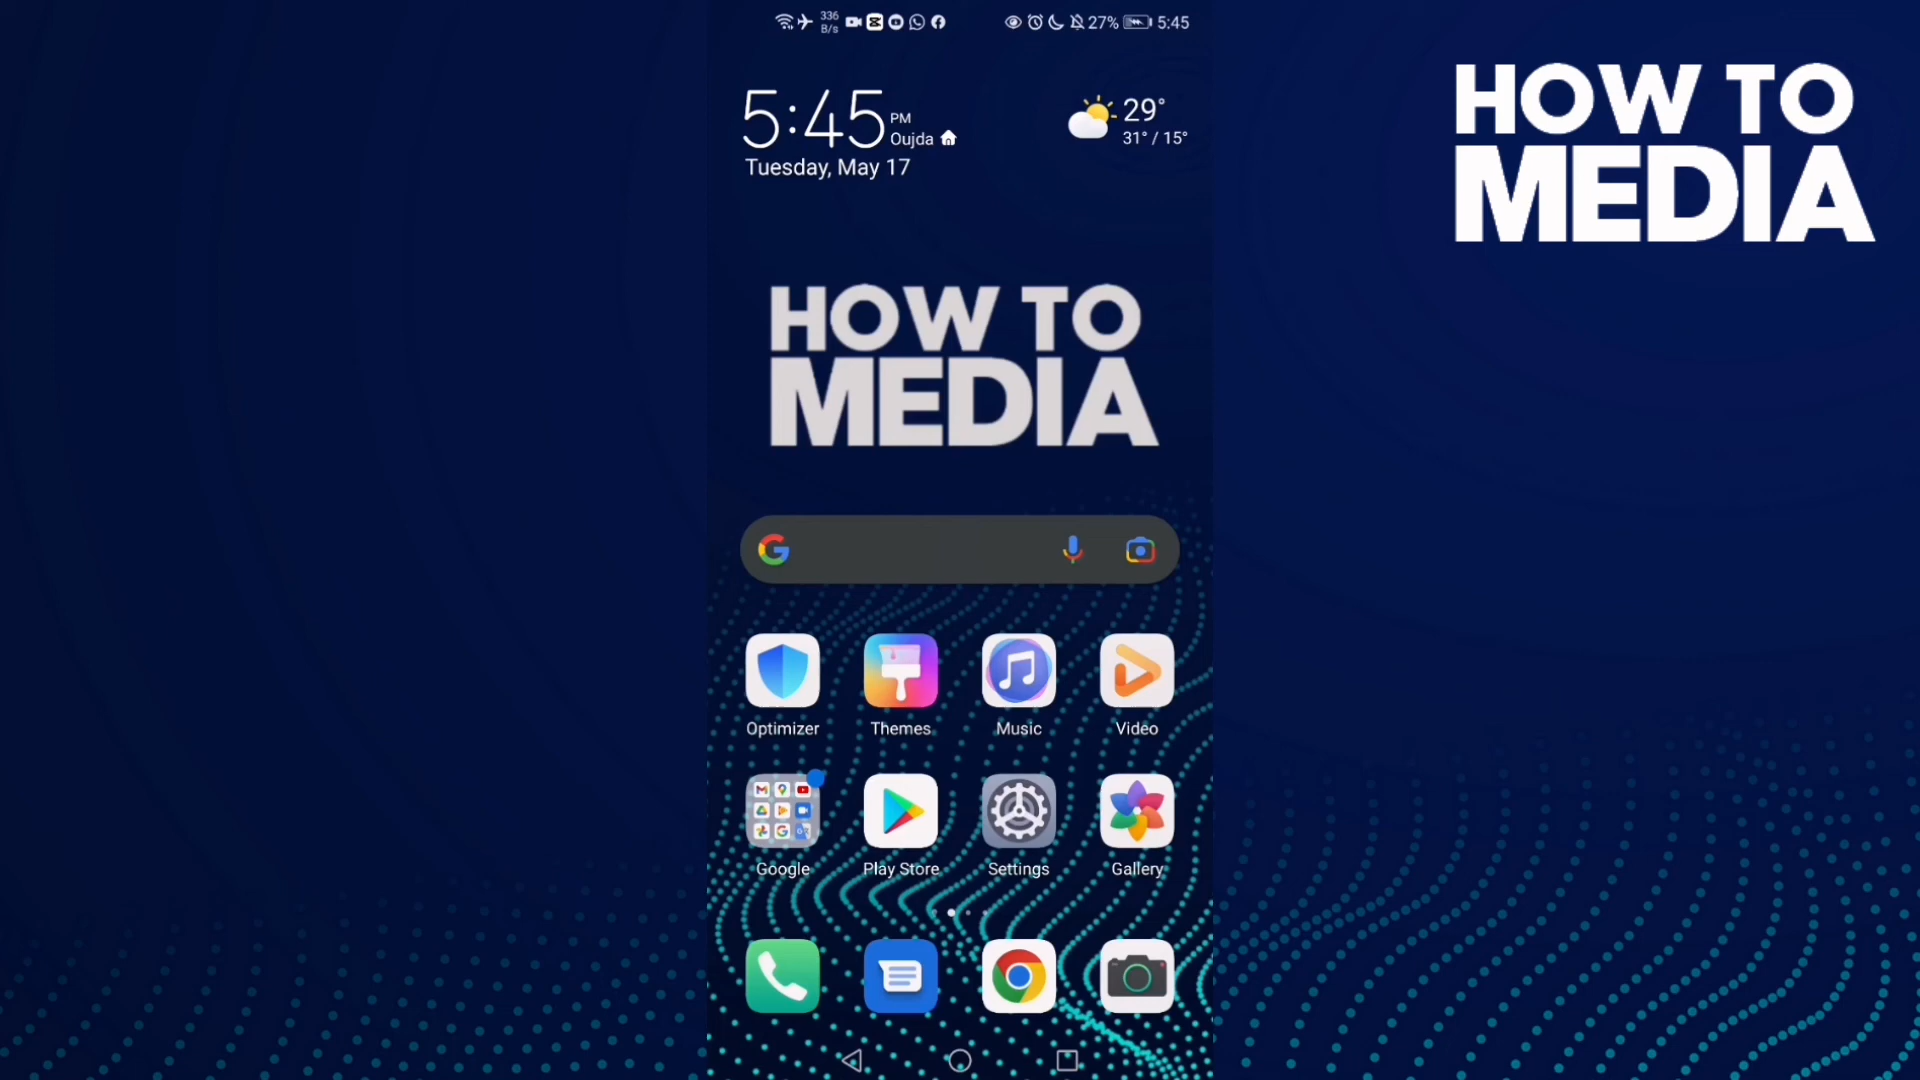 336
B/s
27%
5:45
HOW TO
MEDIA
5:45
PM
Oujda
29°
31° / 15°
Tuesday, May 17
HOW TO
MEDIA
Optimizer
Themes
Music
Video
Google
Play Store
Settings
Gallery